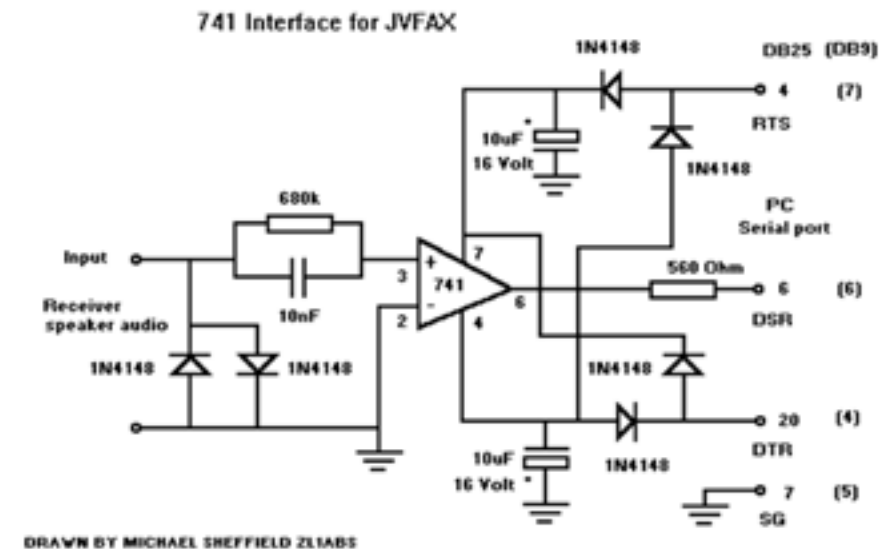 741 Interface for JVFAX
1N4148
DB25 (DB9)
4 (7)
RTS
10uF
16 Volt
1N4148
680k
PC
Serial port
Input
+
7
3
741
560 Ohm
6
6 (6)
DSR
Receiver
speaker audio
10nF
-
2
4
1N4148
1N4148
1N4148
20 (4)
DTR
10uF
16 Volt
1N4148
7 (5)
SG
DRAWN BY MICHAEL SHEFFIELD ZL1ABS